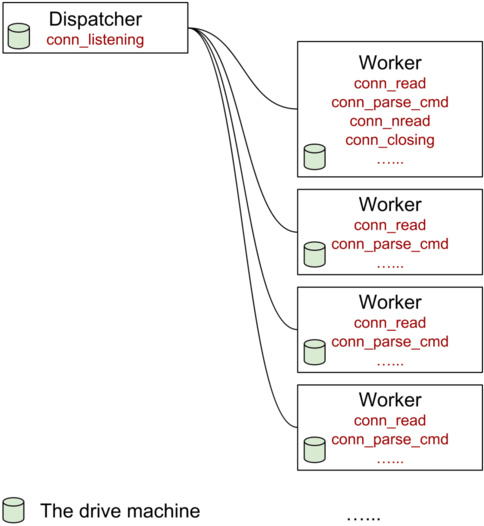 Dispatcher
conn_listening
Worker
conn_read
conn_parse_cmd
conn_nread
conn_closing
…...
Worker
conn_read
conn_parse_cmd
…...
Worker
conn_read
conn_parse_cmd
…...
Worker
conn_read
conn_parse_cmd
…...
The drive machine
…...